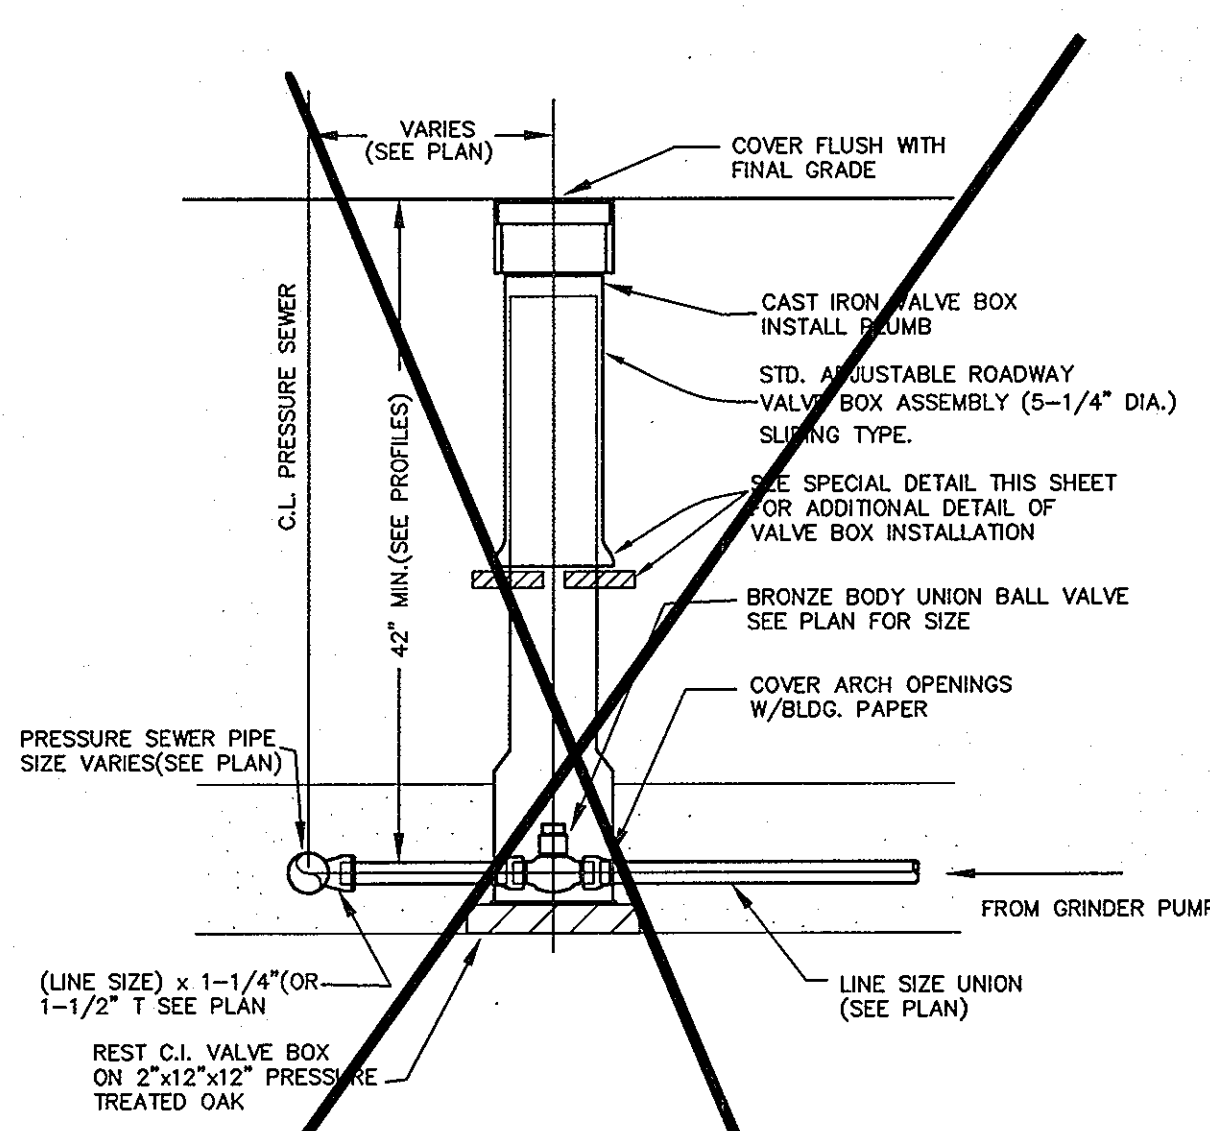 VARIES
(SEE PLAN)
COVER FLUSH WITH
FINAL GRADE
C.L. PRESSURE SEWER
42" MIN.(SEE PROFILES)
CAST IRON VALVE BOX
INSTALL PLUMB
STD. ADJUSTABLE ROADWAY
VALVE BOX ASSEMBLY (5-1/4" DIA.)
SLIDING TYPE.
SEE SPECIAL DETAIL THIS SHEET
FOR ADDITIONAL DETAIL OF
VALVE BOX INSTALLATION
BRONZE BODY UNION BALL VALVE
SEE PLAN FOR SIZE
COVER ARCH OPENINGS
W/BLDG. PAPER
PRESSURE SEWER PIPE
SIZE VARIES(SEE PLAN)
FROM GRINDER PUMP
(LINE SIZE) x 1-1/4"(OR
1-1/2" T SEE PLAN
LINE SIZE UNION
(SEE PLAN)
REST C.I. VALVE BOX
ON 2"x12"x12" PRESSURE
TREATED OAK